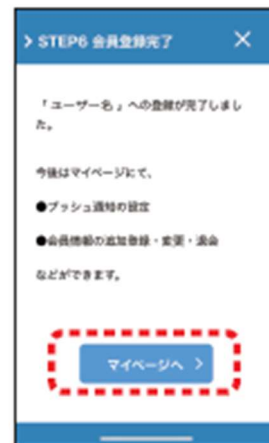 > STEP6 会員登録完了 ×
「ユーザー名」への登録が完了しまし
た。
今後はマイページにて、
●プッシュ通知の設定
●会員情報の追加登録・変更・退会
などができます。
マイページへ >